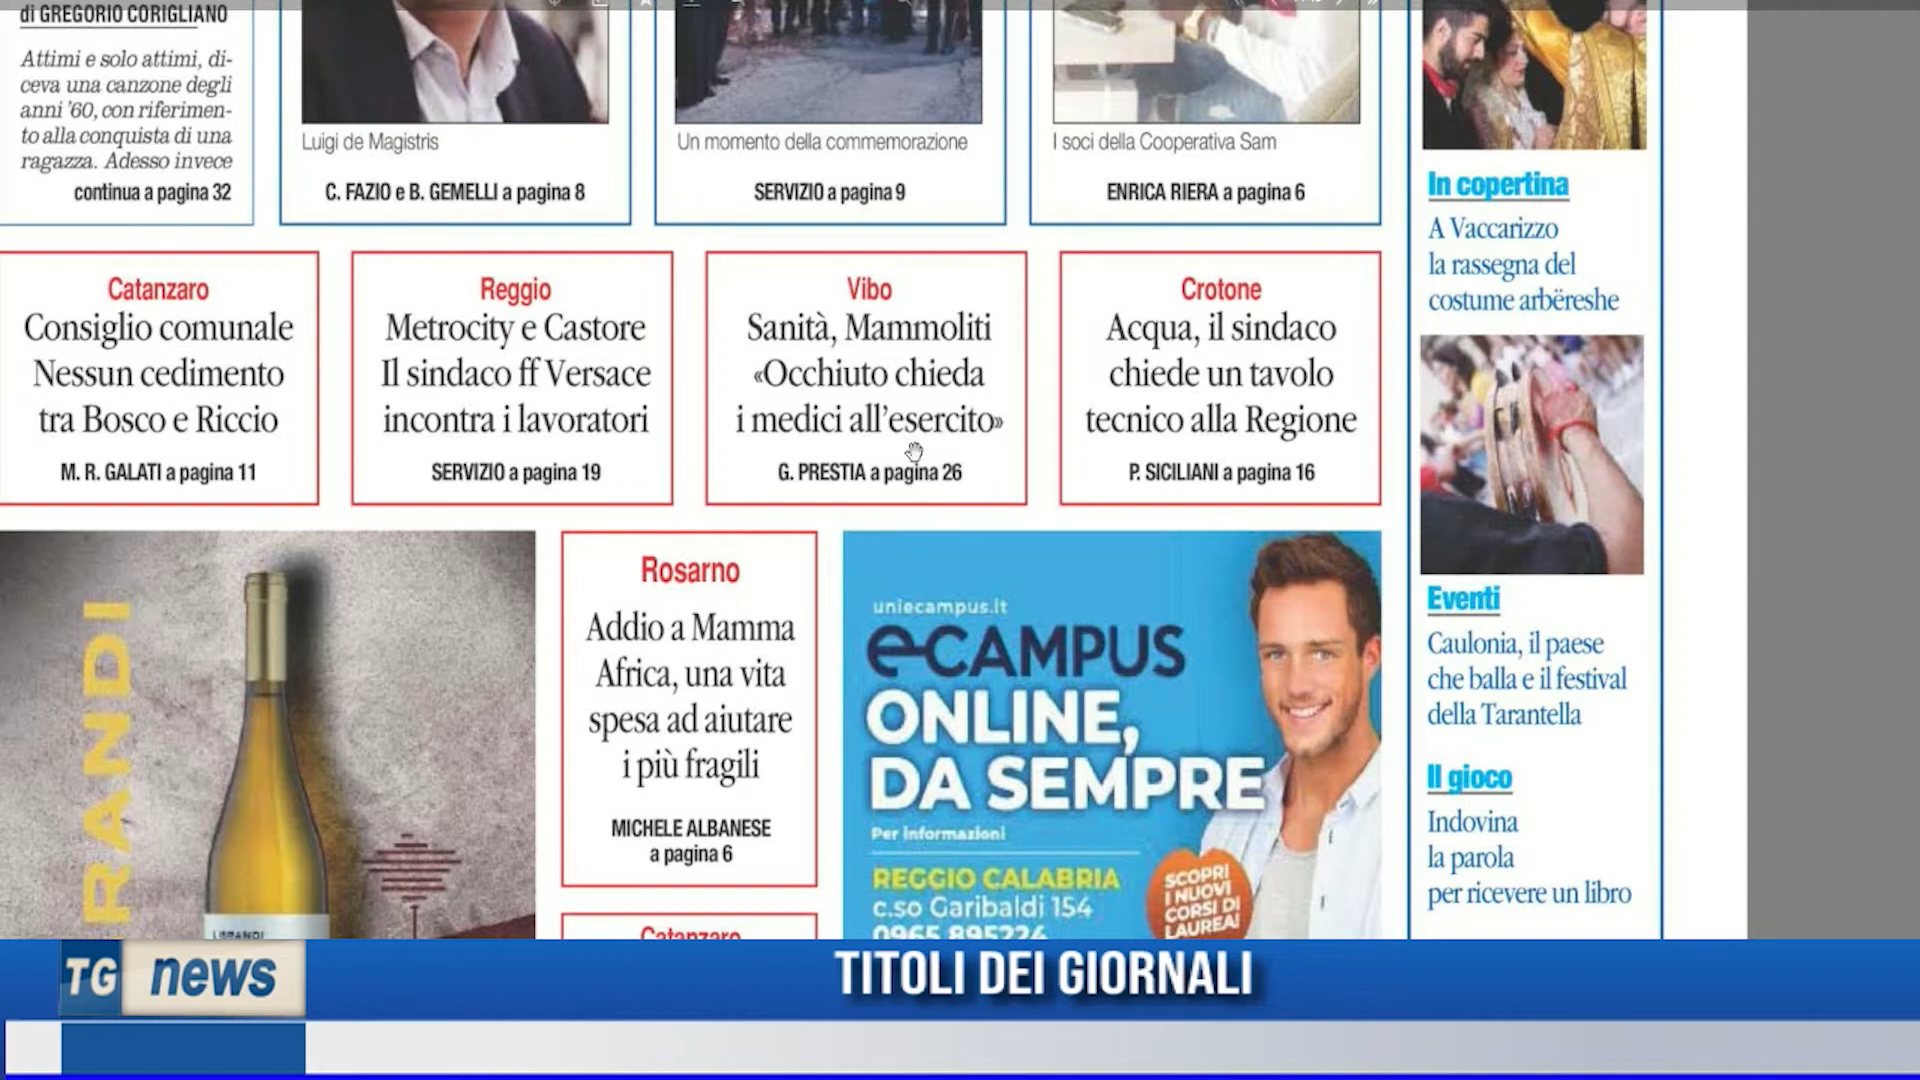 di GREGORIO CORIGLIANO
Attimi e solo attimi, di-
ceva una canzone degli
anni '60, con riferimen-
to alla conquista di una
ragazza. Adesso invece
continua a pagina 32
Luigi de Magistris
C. FAZIO e B. GEMELLI a pagina 8
Un momento della commemorazione
SERVIZIO a pagina 9
I soci della Cooperativa Sam
ENRICA RIERA a pagina 6
In copertina
A Vaccarizzo
la rassegna del
costume arbëreshe
Catanzaro
Consiglio comunale
Nessun cedimento
tra Bosco e Riccio
M. R. GALATI a pagina 11
Reggio
Metrocity e Castore
Il sindaco ff Versace
incontra i lavoratori
SERVIZIO a pagina 19
Vibo
Sanità, Mammoliti
«Occhiuto chieda
i medici all'esercito»
G. PRESTIA a pagina 26
Crotone
Acqua, il sindaco
chiede un tavolo
tecnico alla Regione
P. SICILIANI a pagina 16
RANDI
LIBRANDI
Rosarno
Addio a Mamma
Africa, una vita
spesa ad aiutare
i più fragili
MICHELE ALBANESE
a pagina 6
Catanzaro
uniecampus.it
e-CAMPUS
ONLINE,
DA SEMPRE
Per informazioni
REGGIO CALABRIA
c.so Garibaldi 154
0965 895224
SCOPRI
I NUOVI
CORSI DI
LAUREA!
Eventi
Caulonia, il paese
che balla e il festival
della Tarantella
Il gioco
Indovina
la parola
per ricevere un libro
TG news
TITOLI DEI GIORNALI